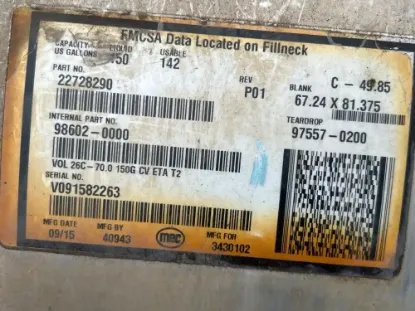 FMCSA Data Located on Fillneck
CAPACITY LIQUID USABLE
US GALLONS 150 142
PART NO.
22728290
REV
P01
C - 49.85
BLANK 67.24 X 81.375
INTERNAL PART NO.
98602-0000
TEARDROP
97557-0200
VOL 26C-70.0 150G CV ETA T2
SERIAL NO.
V091582263
MFG DATE MFG BY MFG FOR
09/15 40943 mec 3430102